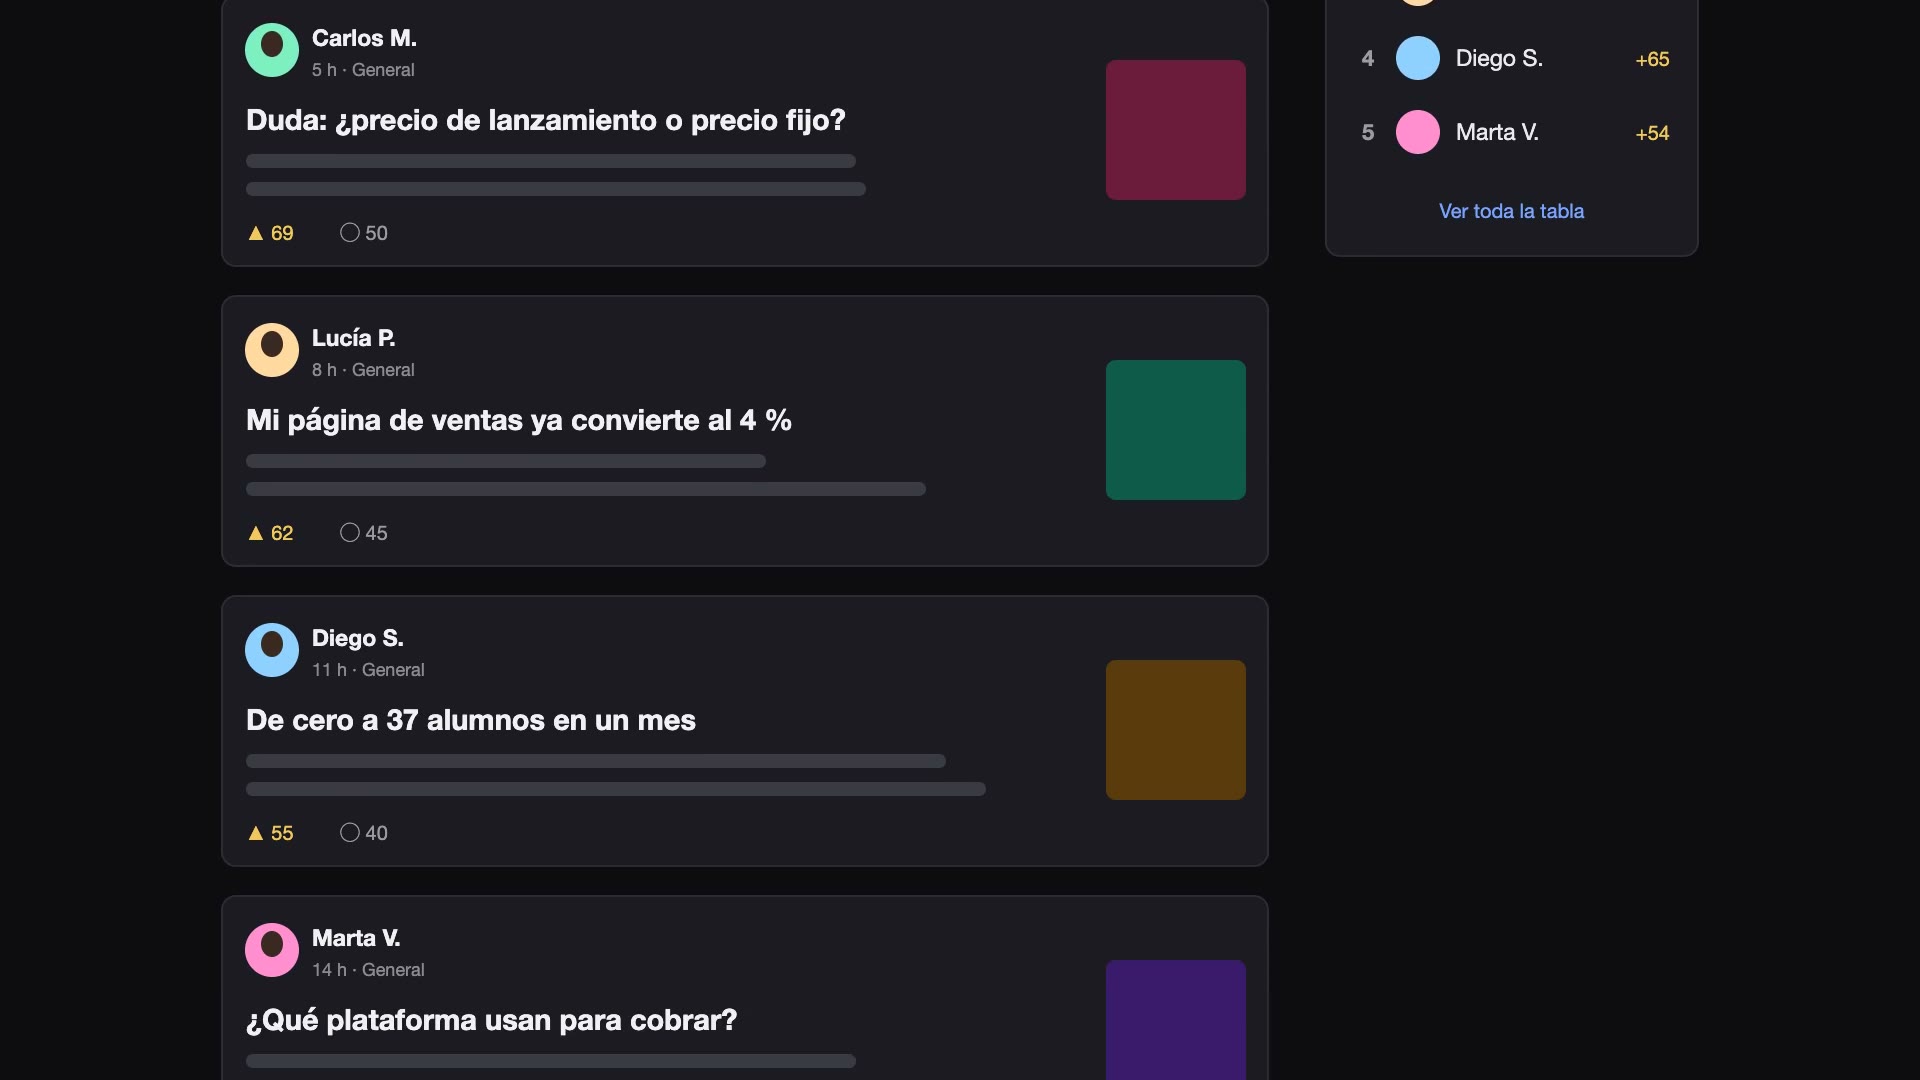 Carlos M.
5 h · General
Duda: ¿precio de lanzamiento o precio fijo?
▲ 69 ◯ 50
Lucía P.
8 h · General
Mi página de ventas ya convierte al 4 %
▲ 62 ◯ 45
Diego S.
11 h · General
De cero a 37 alumnos en un mes
▲ 55 ◯ 40
Marta V.
14 h · General
¿Qué plataforma usan para cobrar?
4 Diego S. +65
5 Marta V. +54
Ver toda la tabla